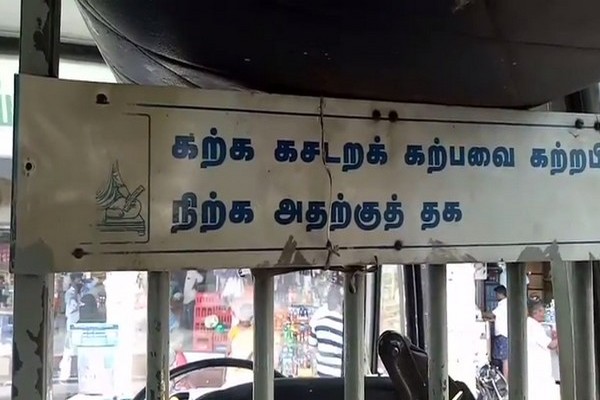 கற்க கசடறக் கற்பவை கற்றபி
நிற்க அதற்குத் தக